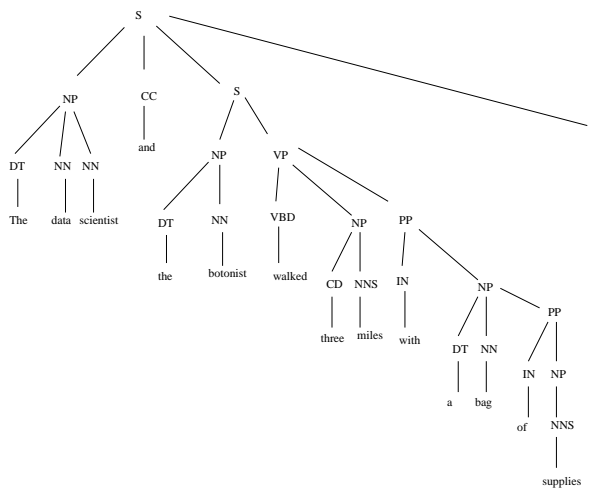 S
NP CC S
and
DT NN NN NP VP
The data scientist DT NN VBD NP PP
the botonist walked CD NNS IN NP
three miles with DT NN PP
a bag IN NP
of NNS
supplies